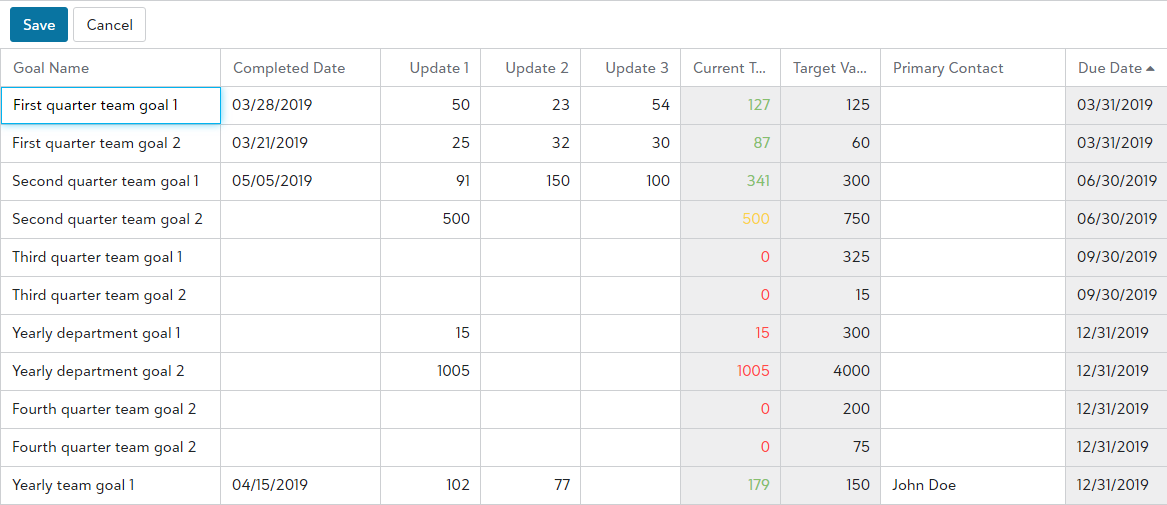 Save Cancel
Goal Name Completed Date Update 1 Update 2 Update 3 Current T... Target Va... Primary Contact Due Date
First quarter team goal 1 03/28/2019 50 23 54 127 125 03/31/2019
First quarter team goal 2 03/21/2019 25 32 30 87 60 03/31/2019
Second quarter team goal 1 05/05/2019 91 150 100 341 300 06/30/2019
Second quarter team goal 2 500 500 750 06/30/2019
Third quarter team goal 1 0 325 09/30/2019
Third quarter team goal 2 0 15 09/30/2019
Yearly department goal 1 15 15 300 12/31/2019
Yearly department goal 2 1005 1005 4000 12/31/2019
Fourth quarter team goal 2 0 200 12/31/2019
Fourth quarter team goal 2 0 75 12/31/2019
Yearly team goal 1 04/15/2019 102 77 179 150 John Doe 12/31/2019